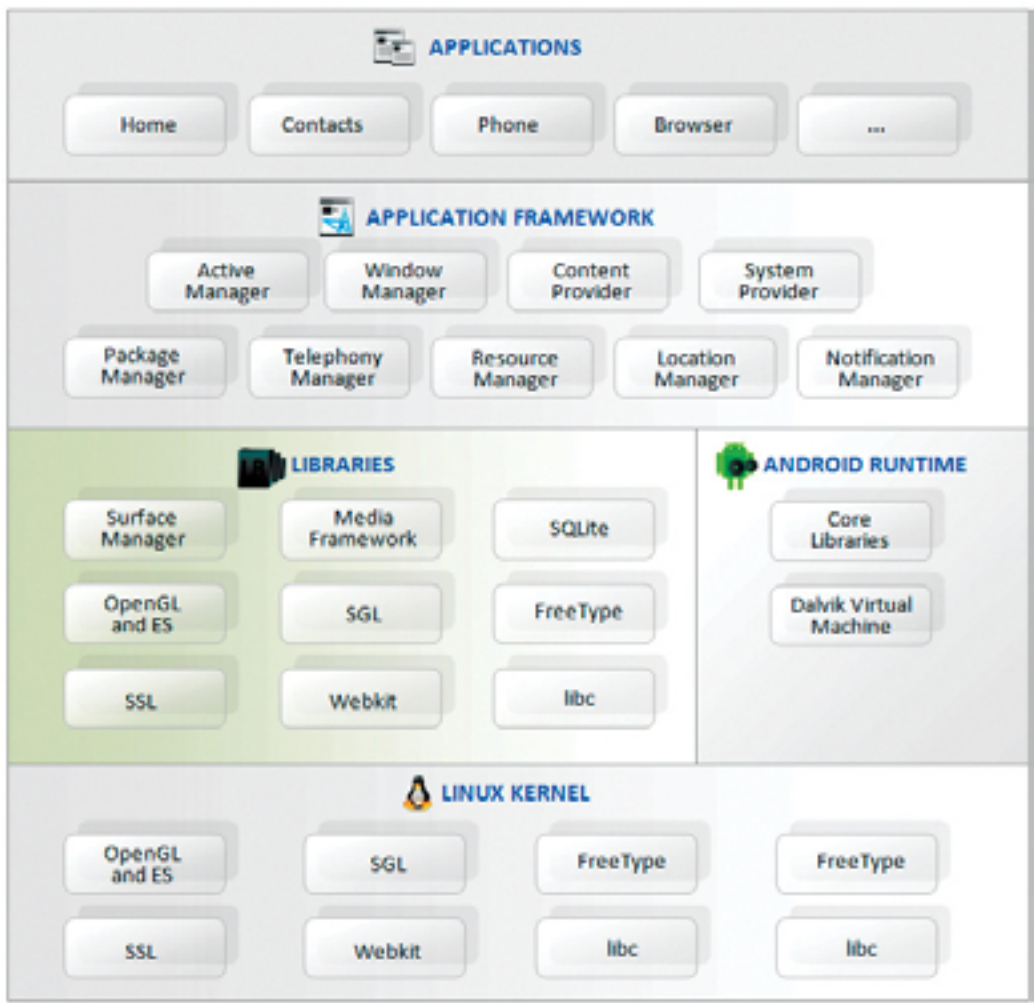 APPLICATIONS
Home
Contacts
Phone
Browser
...
APPLICATION FRAMEWORK
Active
Manager
Window
Manager
Content
Provider
System
Provider
Package
Manager
Telephony
Manager
Resource
Manager
Location
Manager
Notification
Manager
LIBRARIES
Surface
Manager
Media
Framework
SQLite
OpenGL
and ES
SGL
FreeType
SSL
Webkit
libc
ANDROID RUNTIME
Core
Libraries
Dalvik Virtual
Machine
LINUX KERNEL
OpenGL
and ES
SGL
FreeType
FreeType
SSL
Webkit
libc
libc